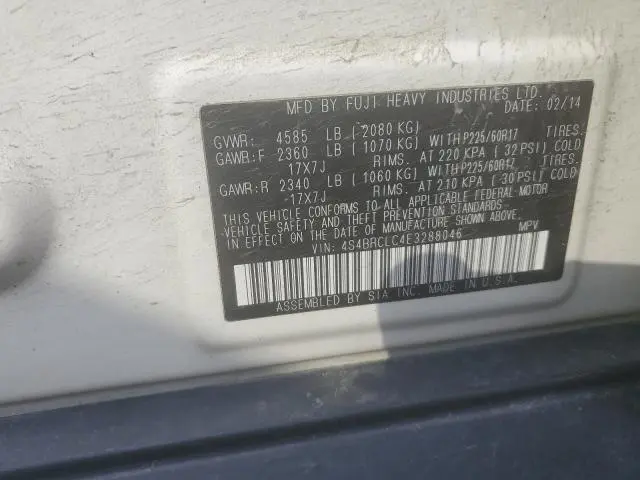 MFD BY FUJI HEAVY INDUSTRIES LTD.
DATE: 02/14
GVWR: 4585 LB (2080 KG)
GAWR:F 2360 LB (1070 KG) WITH P225/60R17 TIRES.
17X7J RIMS. AT 220 KPA (32 PSI) COLD
GAWR:R 2340 LB (1060 KG) WITH P225/60R17 TIRES.
17X7J RIMS. AT 210 KPA (30 PSI) COLD
THIS VEHICLE CONFORMS TO ALL APPLICABLE FEDERAL MOTOR
VEHICLE SAFETY AND THEFT PREVENTION STANDARDS
IN EFFECT ON THE DATE OF MANUFACTURE SHOWN ABOVE.
VIN: 4S4BRCLC4E3288046 MPV
ASSEMBLED BY SIA INC. MADE IN U.S.A.